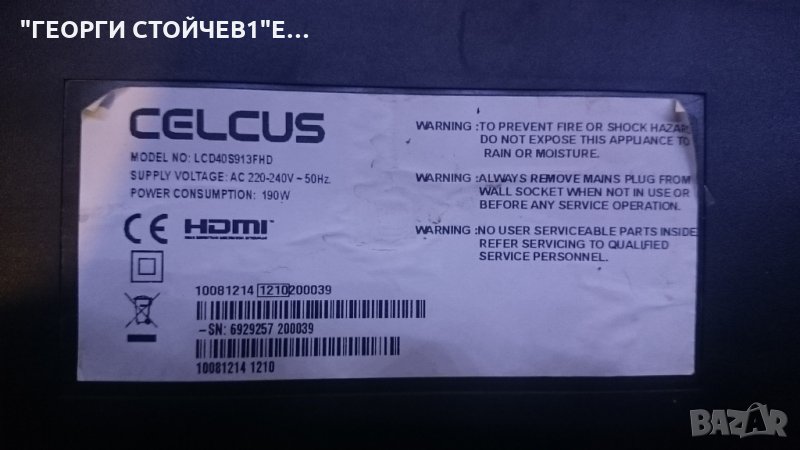 "ГЕОРГИ СТОЙЧЕВ1"Е...
CELCUS
MODEL NO: LCD40S913FHD
SUPPLY VOLTAGE: AC 220-240V ~ 50Hz.
POWER CONSUMPTION: 190W
CE HDMI
10081214 1210 200039
-SN: 6929257 200039
10081214 1210
WARNING :TO PREVENT FIRE OR SHOCK HAZARD
DO NOT EXPOSE THIS APPLIANCE TO
RAIN OR MOISTURE.
WARNING :ALWAYS REMOVE MAINS PLUG FROM
WALL SOCKET WHEN NOT IN USE OR
BEFORE ANY SERVICE OPERATION.
WARNING :NO USER SERVICEABLE PARTS INSIDE
REFER SERVICING TO QUALIFIED
SERVICE PERSONNEL.
BAZAR